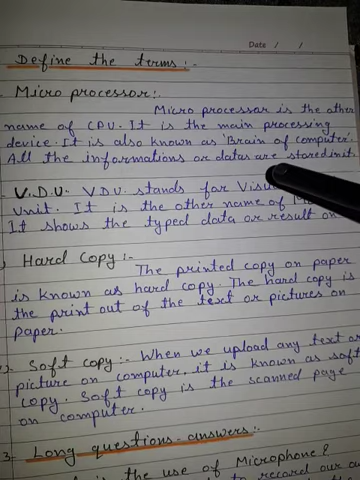 Date / /
Define the terms:-
Microprocessor:-
Micro processor is the other
name of CPU. It is the main processing
device. It is also known as 'Brain of computer'.
All the informations or datas are stored in it.
V.D.U- VDU stands for Visual
Unit. It is the other name of
It shows the typed data or result on
) Hard Copy:-
The printed copy on paper
is known as hard copy. The hard copy is
the print out of the text or pictures on
paper.
Soft copy:- When we upload any text or
picture on computer, it is known as soft
copy. Soft copy is the scanned page
on computer.
3 Long questions-answers:-
is the use of Microphone?
to record our